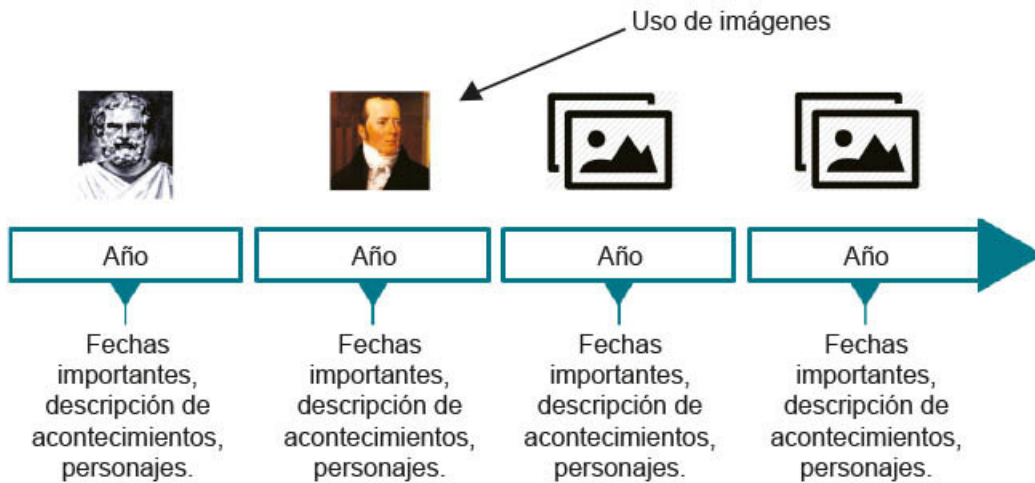 Uso de imágenes
Año
Año
Año
Año
Fechas
importantes,
descripción de
acontecimientos,
personajes.
Fechas
importantes,
descripción de
acontecimientos,
personajes.
Fechas
importantes,
descripción de
acontecimientos,
personajes.
Fechas
importantes,
descripción de
acontecimientos,
personajes.